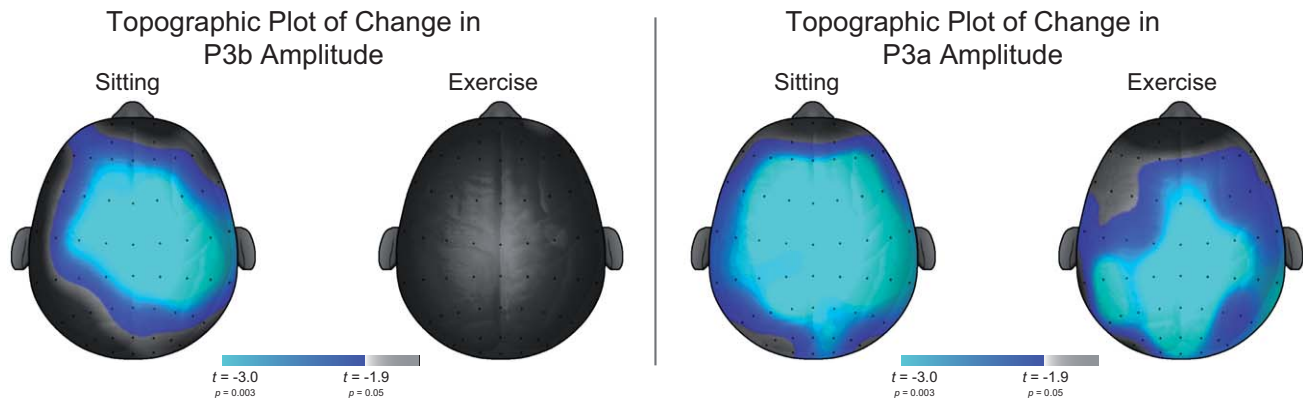 Topographic Plot of Change in
P3b Amplitude
Sitting
Exercise
t = -3.0
p = 0.003
t = -1.9
p = 0.05
Topographic Plot of Change in
P3a Amplitude
Sitting
Exercise
t = -3.0
p = 0.003
t = -1.9
p = 0.05